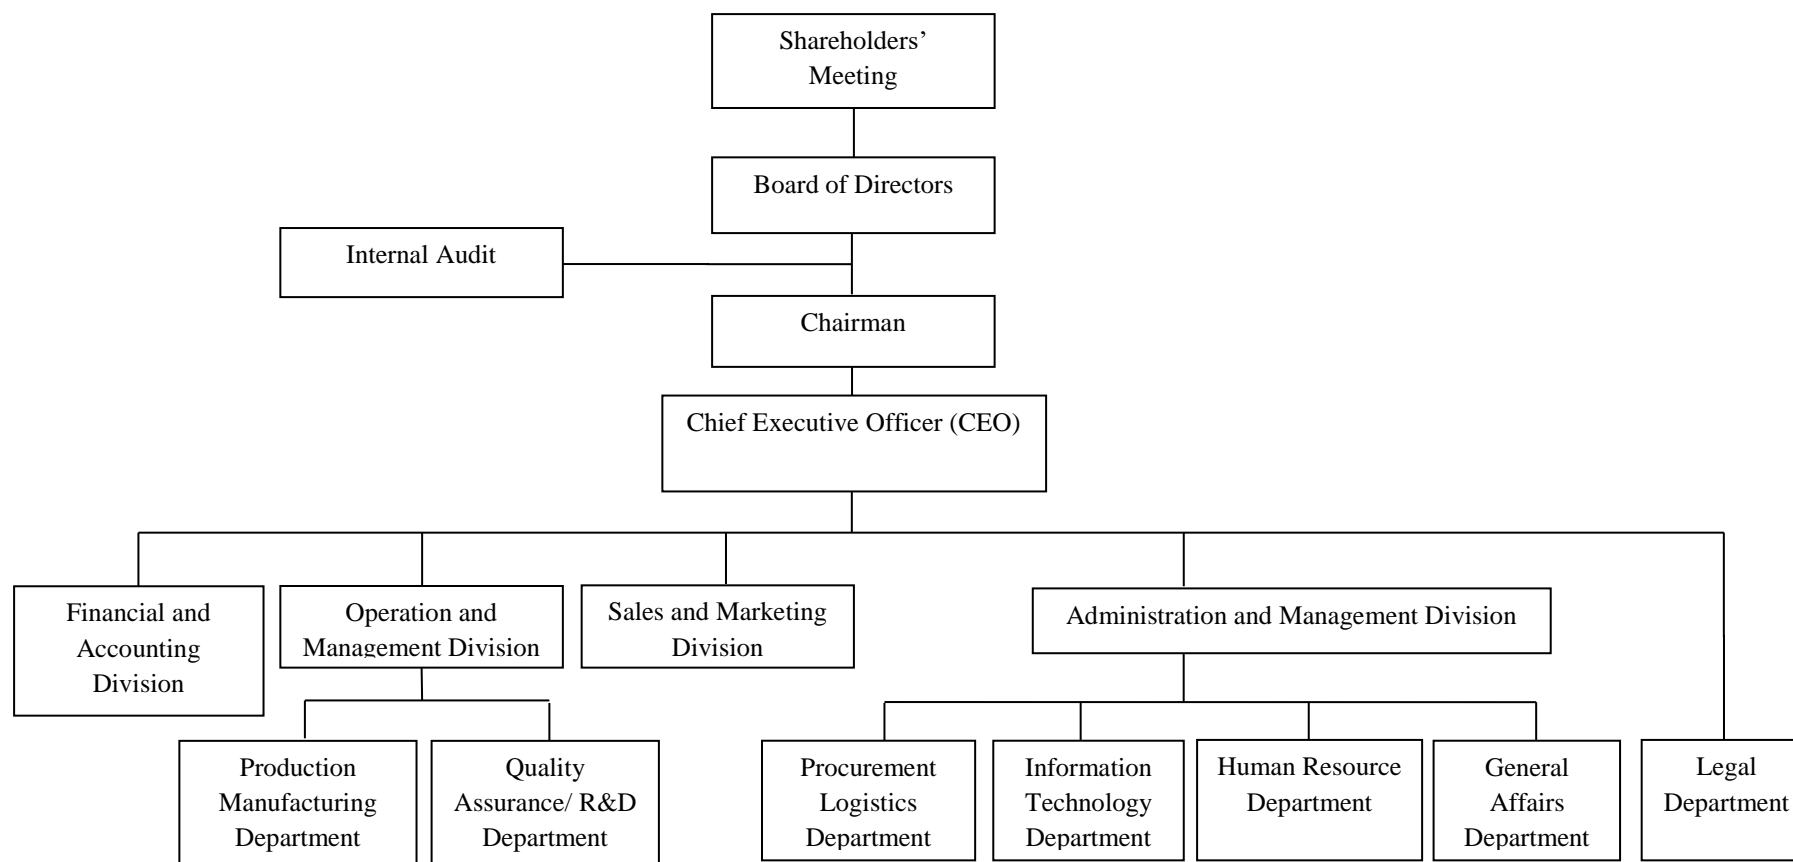 Shareholders’
Meeting
Board of Directors
Internal Audit
Chairman
Chief Executive Officer (CEO)
Financial and
Accounting
Division
Operation and
Management Division
Sales and Marketing
Division
Administration and Management Division
Production
Manufacturing
Department
Quality
Assurance/ R&D
Department
Procurement
Logistics
Department
Information
Technology
Department
Human Resource
Department
General
Affairs
Department
Legal
Department